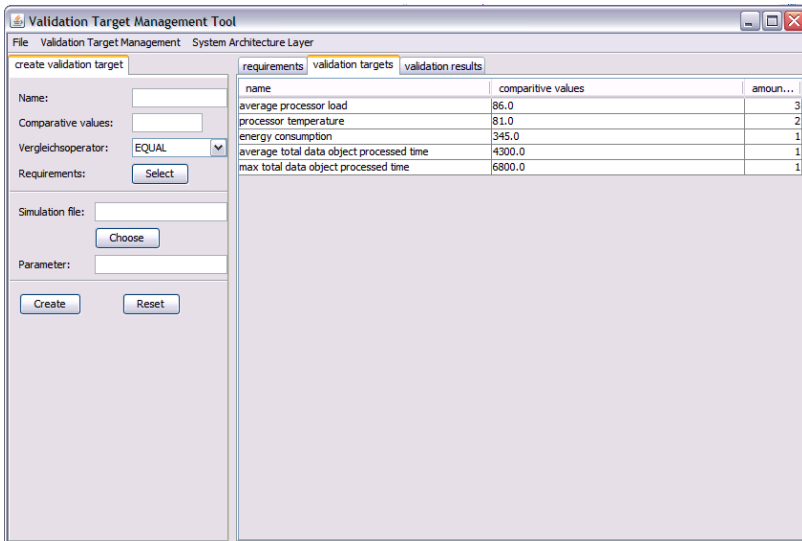 Validation Target Management Tool
File Validation Target Management System Architecture Layer
create validation target
Name:
Comparative values:
Vergleichsoperator: EQUAL
Requirements: Select
Simulation file:
Choose
Parameter:
Create Reset
requirements validation targets validation results
name comparitive values amoun...
average processor load 86.0 3
processor temperature 81.0 2
energy consumption 345.0 1
average total data object processed time 4300.0 1
max total data object processed time 6800.0 1